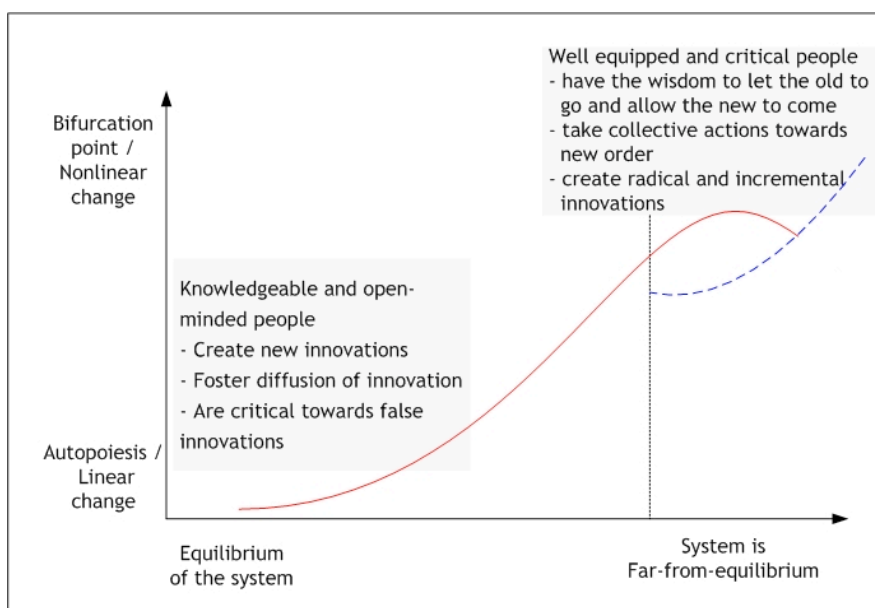 Well equipped and critical people
- have the wisdom to let the old to
go and allow the new to come
- take collective actions towards
new order
- create radical and incremental
innovations
Bifurcation
point /
Nonlinear
change
Knowledgeable and open-
minded people
- Create new innovations
- Foster diffusion of innovation
- Are critical towards false
innovations
Autopoiesis /
Linear
change
Equilibrium
of the system
System is
Far-from-equilibrium